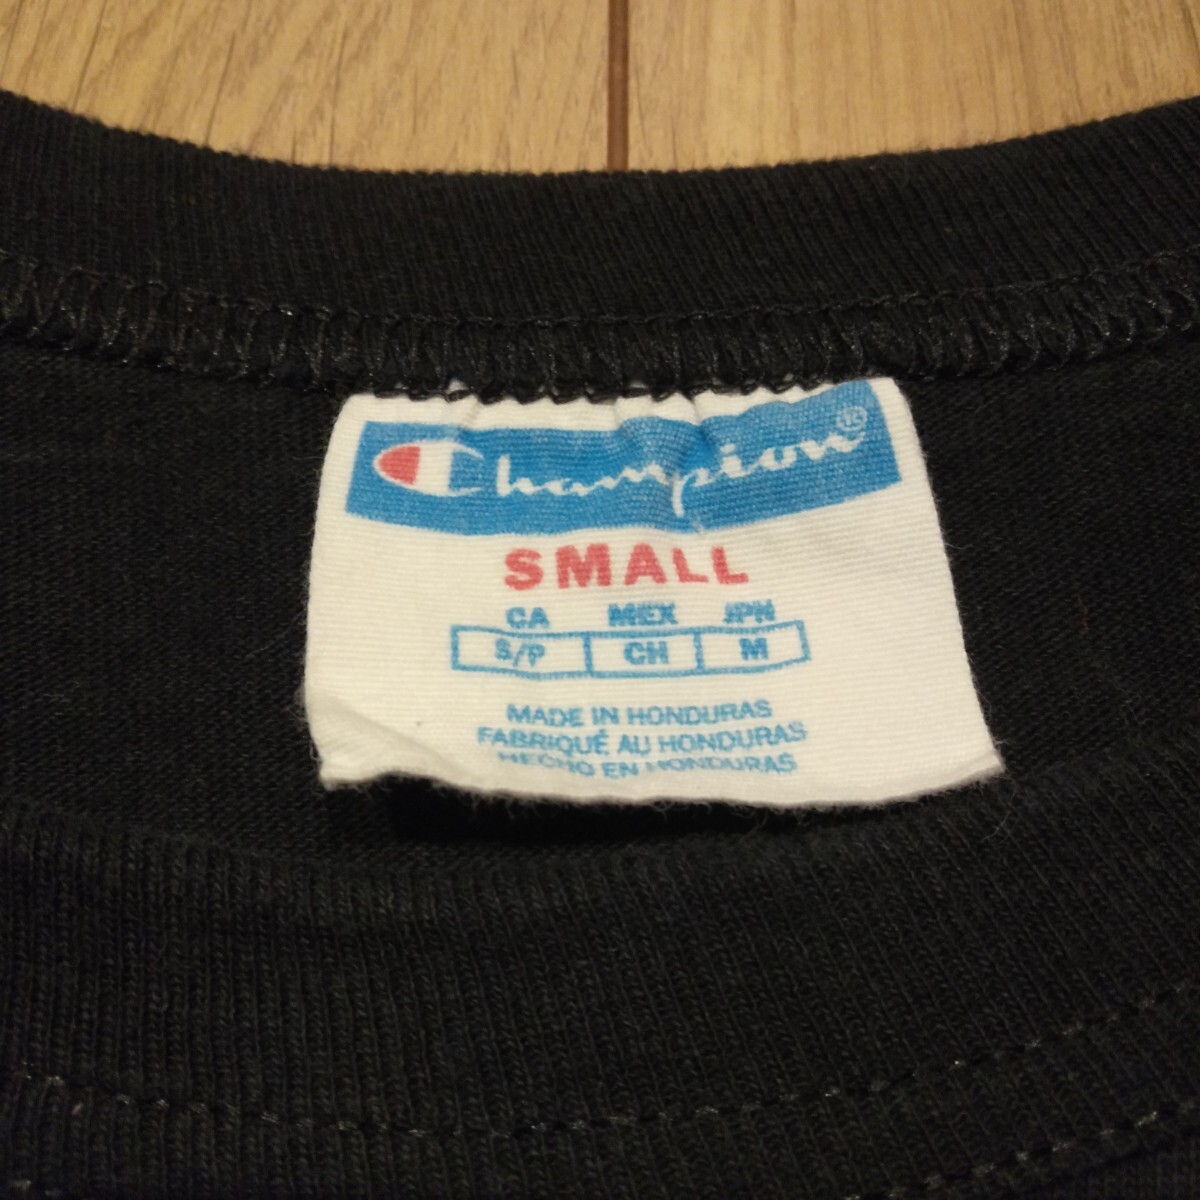 Champion®
SMALL
CA MEX JPN
S/P CH M
MADE IN HONDURAS
FABRIQUÉ AU HONDURAS
HECHO EN HONDURAS